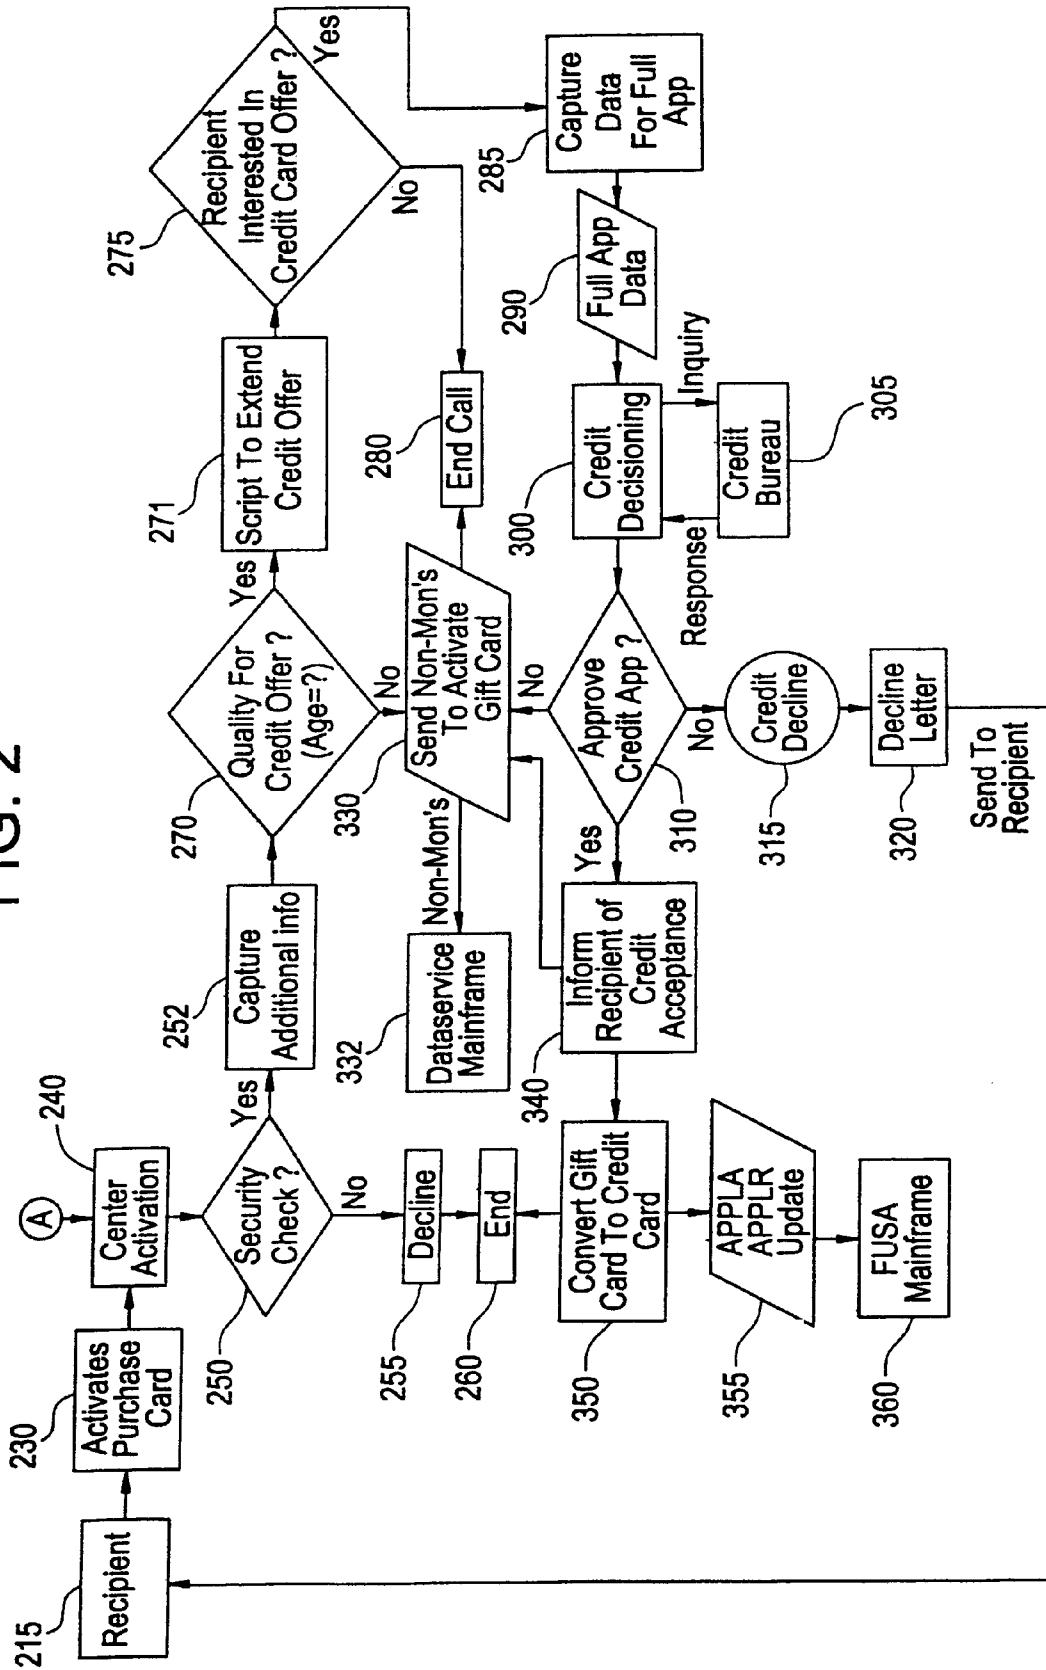 FIG. 2
A
215
Recipient
230
Activates
Purchase
Card
240
Center
Activation
250
Security
Check ?
Yes
No
252
Capture
Additional info
270
Quality For
Credit Offer ?
(Age=?)
Yes
No
271
Script To Extend
Credit Offer
275
Recipient
Interested In
Credit Card Offer ?
Yes
No
255
Decline
260
End
332
Dataservice
Mainframe
Non-Mon's
330
Send Non-Mon's
To Activate
Gift Card
280
End Call
285
Capture
Data
For Full
App
290
Full App
Data
300
Credit
Decisioning
Inquiry
Response
Credit
Bureau
305
310
Approve
Credit App ?
No
Yes
No
315
Credit
Decline
320
Decline
Letter
Send To
Recipient
340
Inform
Recipient of
Credit
Acceptance
350
Convert Gift
Card To Credit
Card
355
APPLA
APPLR
Update
360
FUSA
Mainframe